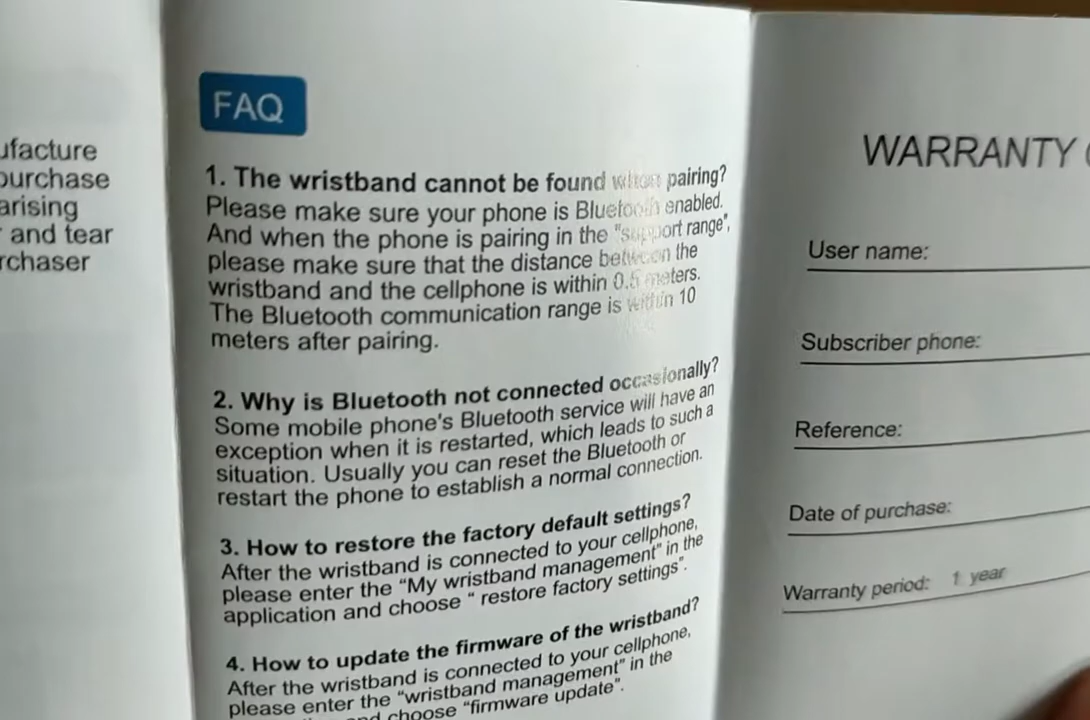 ufacture
purchase
arising
and tear
rchaser
FAQ
1. The wristband cannot be found when pairing?
Please make sure your phone is Bluetooth enabled.
And when the phone is pairing in the "support range",
please make sure that the distance between the
wristband and the cellphone is within 0.5 meters.
The Bluetooth communication range is within 10
meters after pairing.
2. Why is Bluetooth not connected occasionally?
Some mobile phone's Bluetooth service will have an
exception when it is restarted, which leads to such a
situation. Usually you can reset the Bluetooth or
restart the phone to establish a normal connection.
3. How to restore the factory default settings?
After the wristband is connected to your cellphone,
please enter the "My wristband management" in the
application and choose " restore factory settings".
4. How to update the firmware of the wristband?
After the wristband is connected to your cellphone,
please enter the "wristband management" in the
choose "firmware update".
WARRANTY
User name:
Subscriber phone:
Reference:
Date of purchase:
Warranty period: 1 year